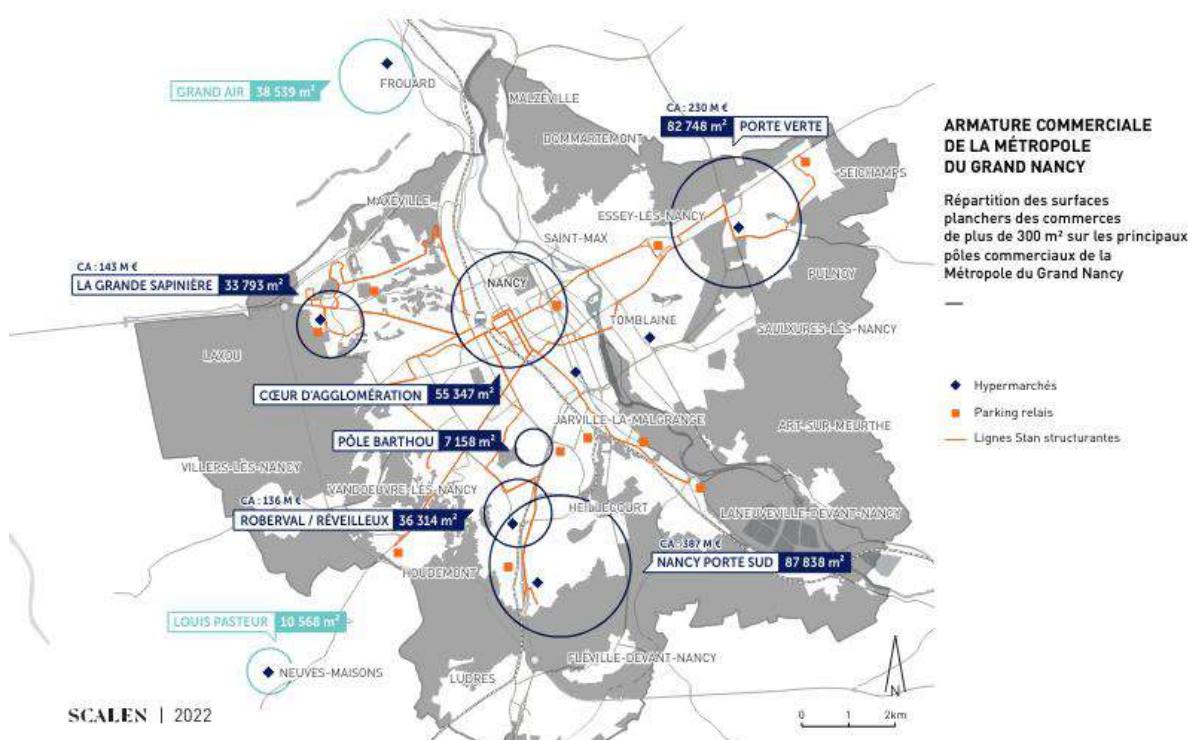 FROUARD
GRAND AIR 38 539 m²
MALZÉVILLE
DOMMARTEMONT
CA : 230 M €
82 748 m² PORTE VERTE
SEICHAMPS
MAXÉVILLE
ESSEY-LÈS-NANCY
SAINT-MAX
PULNOY
CA : 143 M €
LA GRANDE SAPINIÈRE 33 793 m²
NANCY
TOMBLAINE
SAULXURES-LÈS-NANCY
LAXOU
CŒUR D'AGGLOMÉRATION 55 347 m²
JARVILLE-LA-MALGRANGE
ART-SUR-MEURTHE
PÔLE BARTHOU 7 158 m²
VILLERS-LÈS-NANCY
VANDOEUVRE-LÈS-NANCY
CA : 136 M €
ROBERVAL / RÉVEILLEUX 36 314 m²
HEILLECOURT
LANEUVEVILLE-DEVANT-NANCY
CA : 387 M €
NANCY PORTE SUD 87 838 m²
HOUDEMONT
LOUIS PASTEUR 10 568 m²
NEUVES-MAISONS
LUDRES
FLÉVILLE-DEVANT-NANCY
N
0 1 2km
SCALEN | 2022
ARMATURE COMMERCIALE
DE LA MÉTROPOLE
DU GRAND NANCY
Répartition des surfaces
planchers des commerces
de plus de 300 m² sur les principaux
pôles commerciaux de la
Métropole du Grand Nancy
Hypermarchés
Parking relais
Lignes Stan structurantes